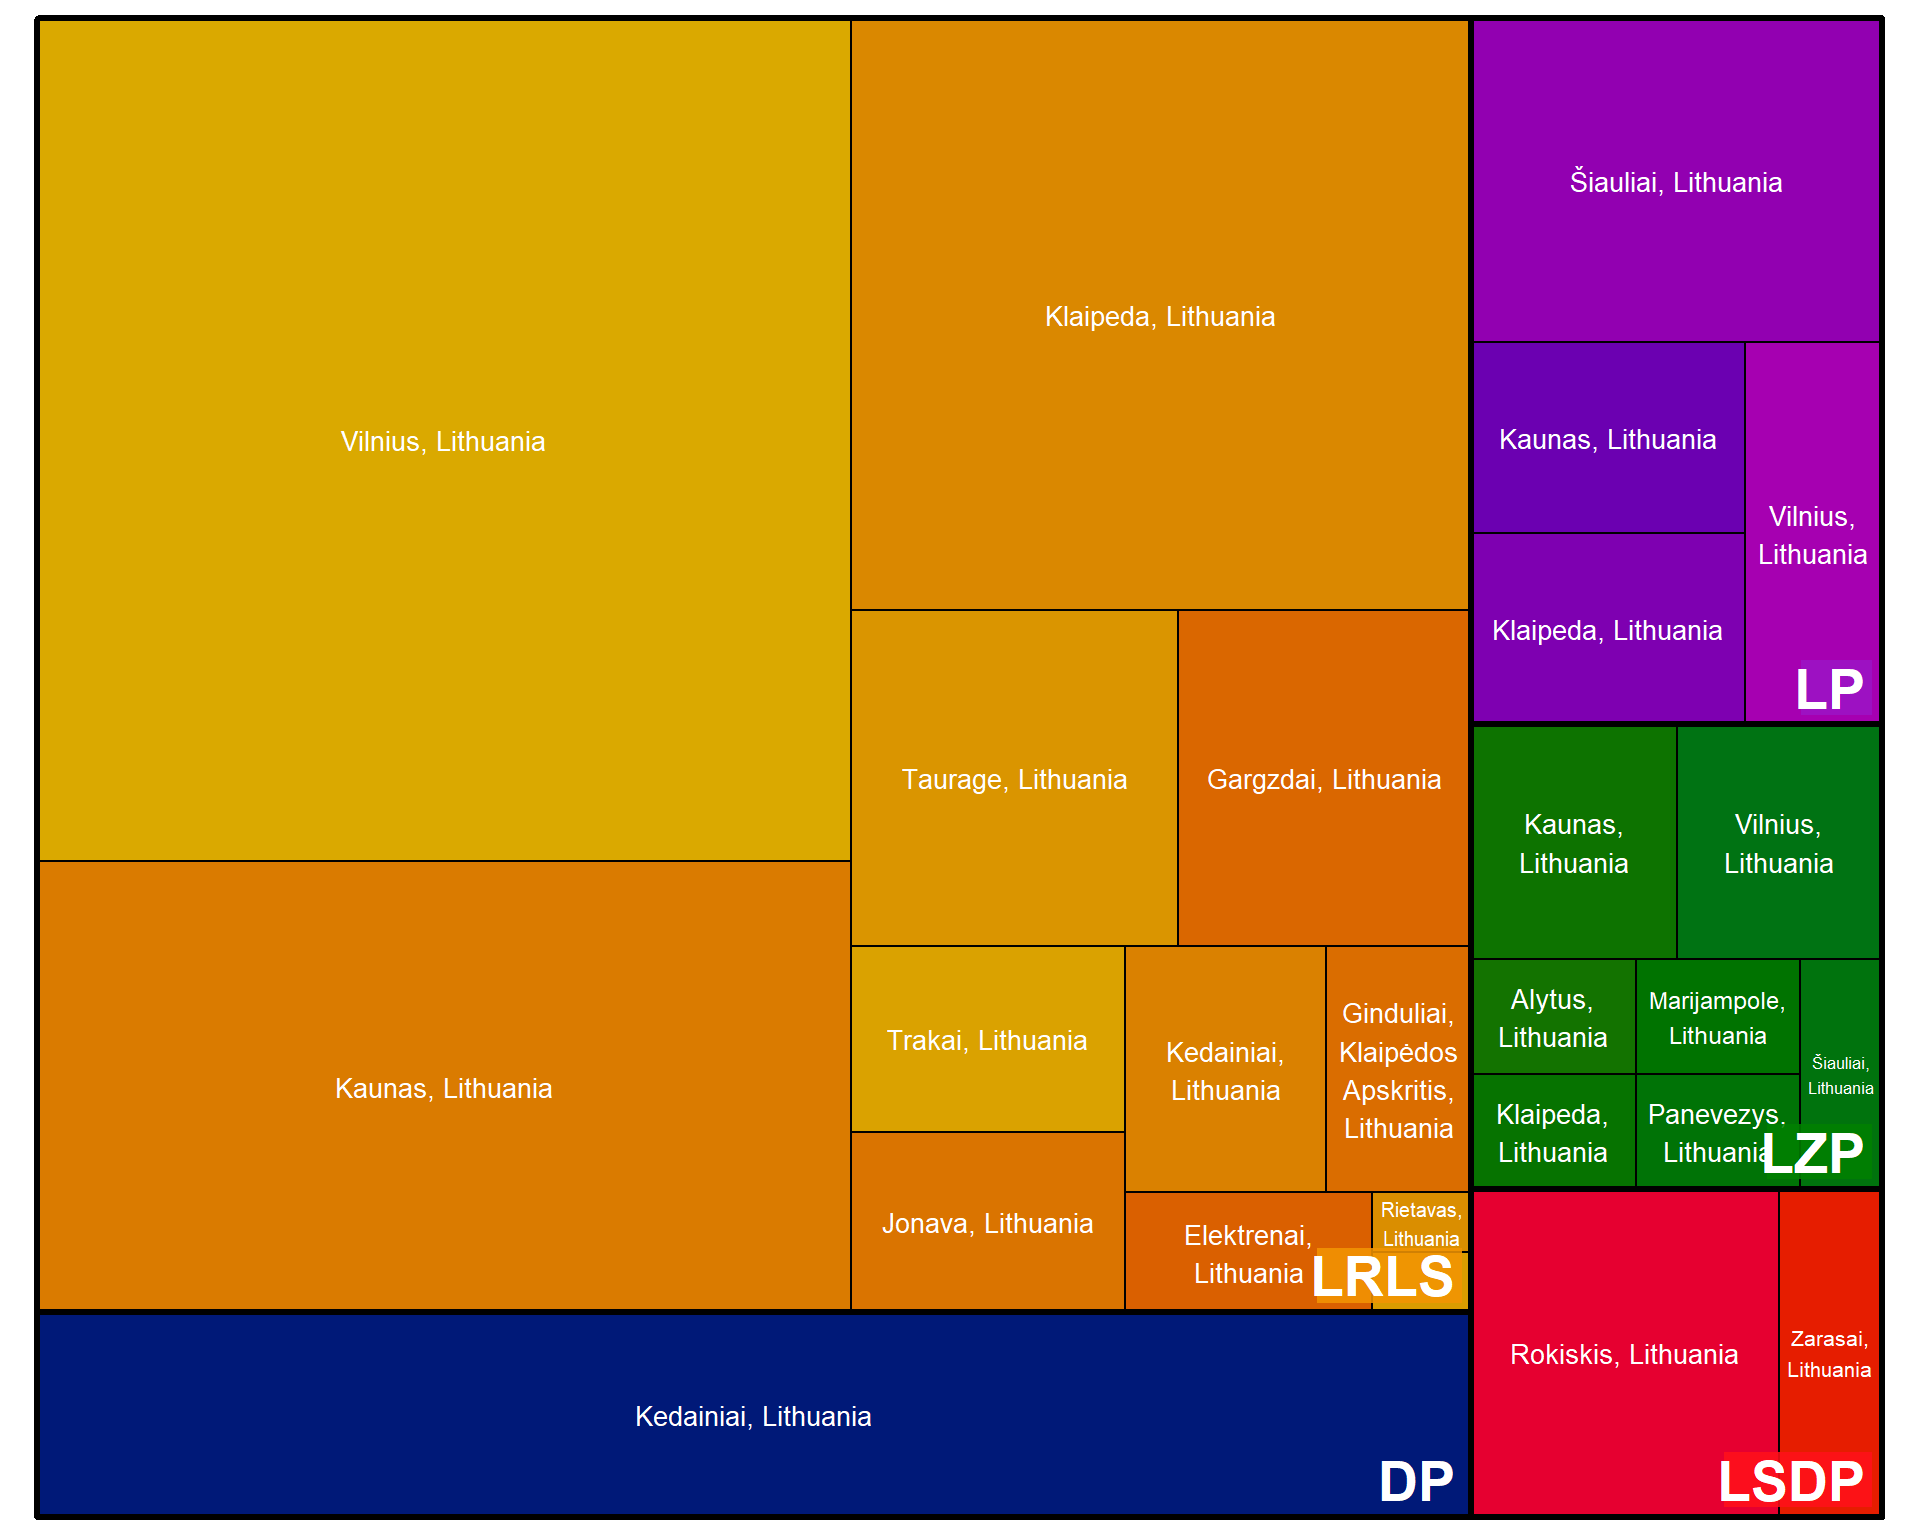 Vilnius, Lithuania
Kaunas, Lithuania
Klaipeda, Lithuania
Taurage, Lithuania
Gargzdai, Lithuania
Trakai, Lithuania
Jonava, Lithuania
Kedainiai,
Lithuania
Ginduliai,
Klaipėdos
Apskritis,
Lithuania
Elektrenai,
Lithuania
Rietavas,
Lithuania
LRLS
Kedainiai, Lithuania
DP
Šiauliai, Lithuania
Kaunas, Lithuania
Klaipeda, Lithuania
Vilnius,
Lithuania
LP
Kaunas,
Lithuania
Vilnius,
Lithuania
Alytus,
Lithuania
Marijampole,
Lithuania
Klaipeda,
Lithuania
Panevezys,
Lithuania
Šiauliai,
Lithuania
LZP
Rokiskis, Lithuania
Zarasai,
Lithuania
LSDP